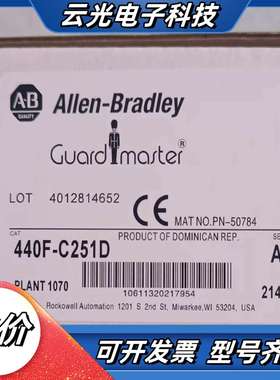 云光电子科技
AB
QUALITY
Allen-Bradley
Guardmaster®
LOT 4012814652
CE
MAT NO. PN-50784
CAT
PRODUCT OF DOMINICAN REP.
440F-C251D
A
PLANT 1070
10611320217954
214
Rockwell Automation 1201 S 2nd St, Milwarkee, WI 53204, USA
价
可开发票 型号齐